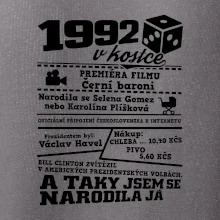 1992
v kostce
PREMIÉRA FILMU
Černí baroni
Narodila se Selena Gomez
nebo Karolína Plíšková
OFICIÁLNÍ PŘIPOJENÍ ČESKOSLOVENSKA K INTERNETU
Prezidentem byl:
Václav Havel
Nákup:
CHLEBA ... 10,40 KČS
PIVO
5,60 KČS
BILL CLINTON ZVÍTĚZIL
V AMERICKÝCH PREZIDENTSKÝCH VOLBÁCH.
A TAKY JSEM SE
NARODILA JÁ